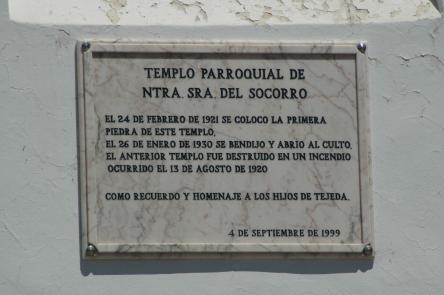 TEMPLO PARROQUIAL DE
NTRA. SRA. DEL SOCORRO
EL 24 DE FEBRERO DE 1921 SE COLOCO LA PRIMERA
PIEDRA DE ESTE TEMPLO.
EL 26 DE ENERO DE 1930 SE BENDIJO Y ABRIO AL CULTO.
EL ANTERIOR TEMPLO FUE DESTRUIDO EN UN INCENDIO
OCURRIDO EL 13 DE AGOSTO DE 1920
COMO RECUERDO Y HOMENAJE A LOS HIJOS DE TEJEDA.
4 DE SEPTIEMBRE DE 1999